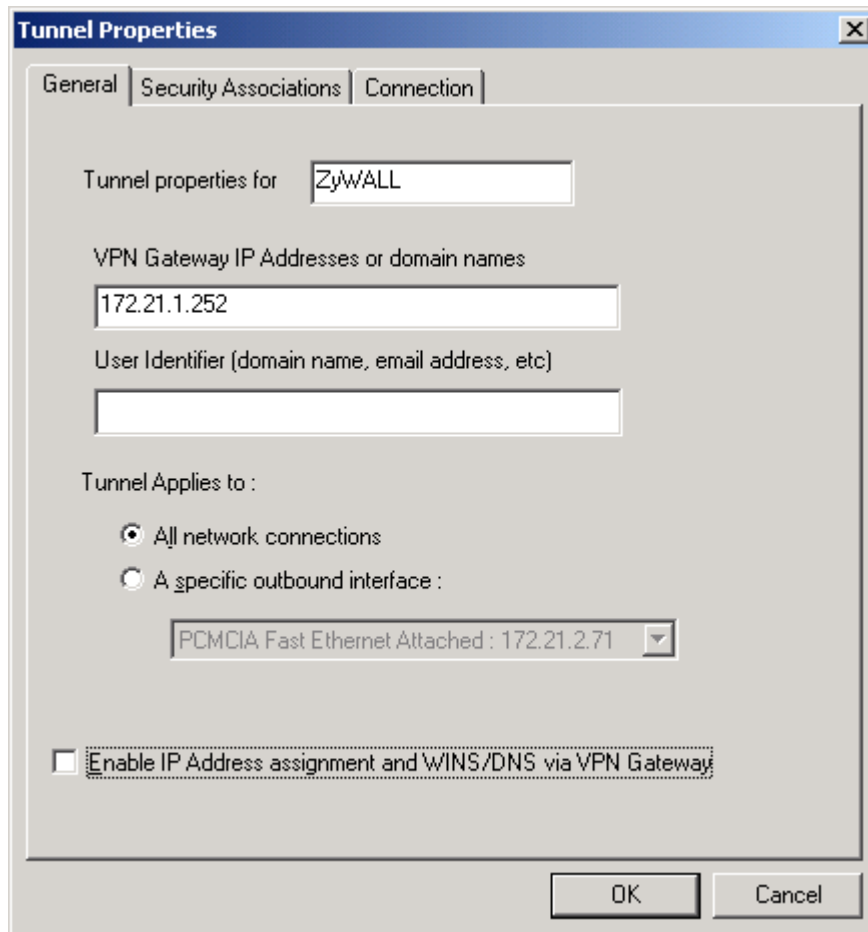 Tunnel Properties
General Security Associations Connection
Tunnel properties for ZyWALL
VPN Gateway IP Addresses or domain names
172.21.1.252
User Identifier (domain name, email address, etc)
Tunnel Applies to :
All network connections
A specific outbound interface :
PCMCIA Fast Ethernet Attached : 172.21.2.71
Enable IP Address assignment and WINS/DNS via VPN Gateway
OK Cancel